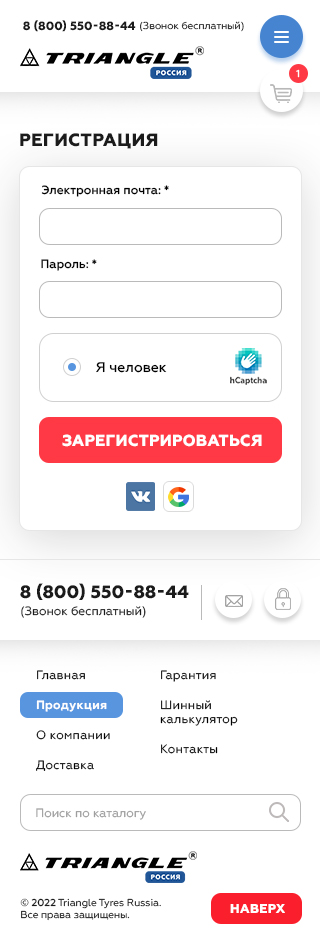 8 (800) 550-88-44 (Звонок бесплатный)
TRIANGLE®
РОССИЯ
1
РЕГИСТРАЦИЯ
Электронная почта: *
Пароль: *
Я человек
hCaptcha
ЗАРЕГИСТРИРОВАТЬСЯ
8 (800) 550-88-44
(Звонок бесплатный)
Главная
Продукция
О компании
Доставка
Гарантия
Шинный
калькулятор
Контакты
Поиск по каталогу
TRIANGLE®
РОССИЯ
© 2022 Triangle Tyres Russia.
Все права защищены.
НАВЕРХ